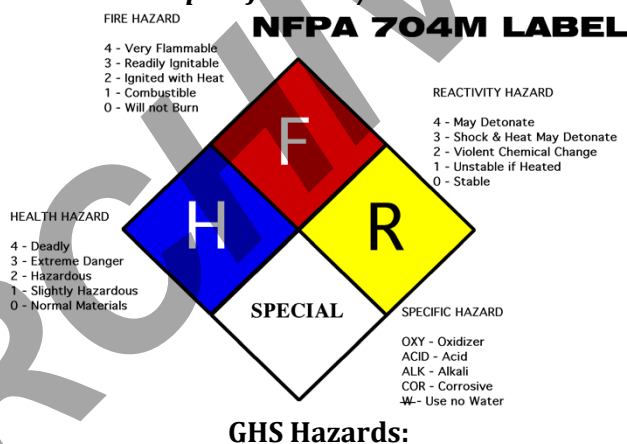 FIRE HAZARD
NFPA 704M LABEL
4 - Very Flammable
3 - Readily Ignitable
2 - Ignited with Heat
1 - Combustible
0 - Will not Burn
REACTIVITY HAZARD
4 - May Detonate
3 - Shock & Heat May Detonate
2 - Violent Chemical Change
1 - Unstable if Heated
0 - Stable
F
HEALTH HAZARD
4 - Deadly
3 - Extreme Danger
2 - Hazardous
1 - Slightly Hazardous
0 - Normal Materials
H
R
SPECIAL
SPECIFIC HAZARD
OXY - Oxidizer
ACID - Acid
ALK - Alkali
COR - Corrosive
W - Use no Water
GHS Hazards: